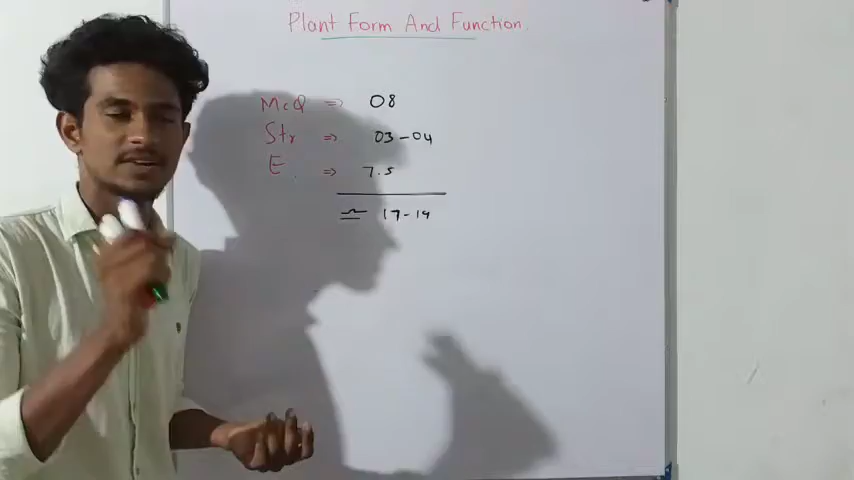 Plant Form And Function
McQ ⇒ 08
Str ⇒ 03-04
E. ⇒ 7.5
≃ 17-19